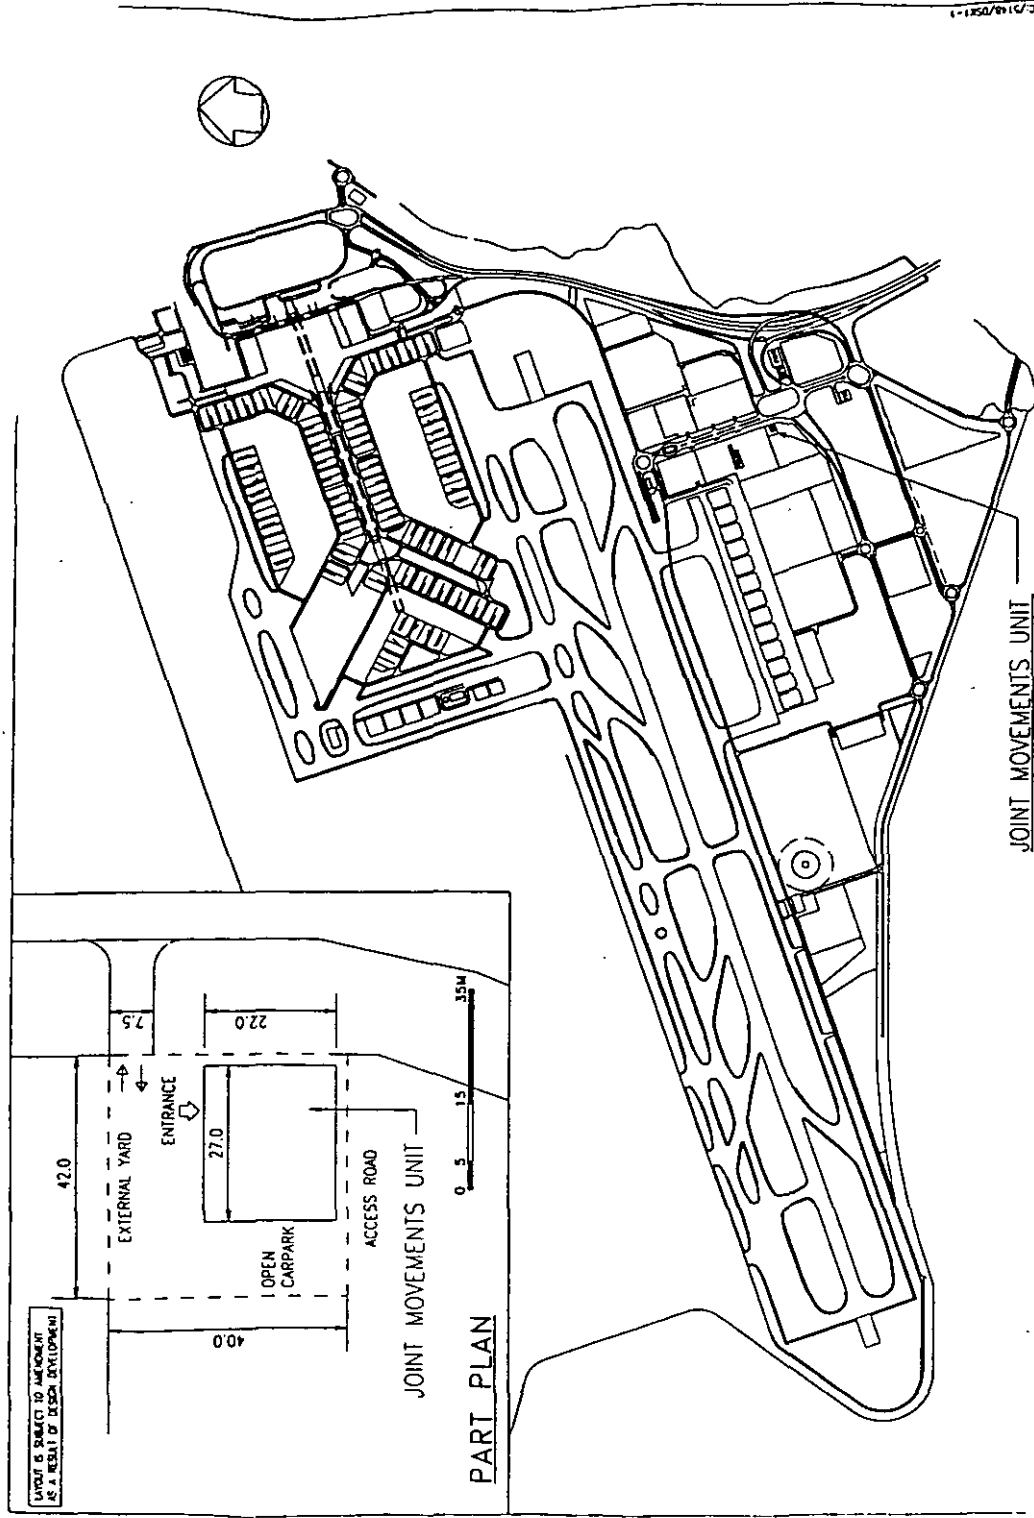 LAYOUT IS SUBJECT TO AMENDMENT
AS A RESULT OF DESIGN DEVELOPMENT
42.0
7.5
EXTERNAL YARD
ENTRANCE
22.0
27.0
40.0
OPEN
CARPARK
ACCESS ROAD
JOINT MOVEMENTS UNIT
0 5 15 35M
PART PLAN
JOINT MOVEMENTS UNIT